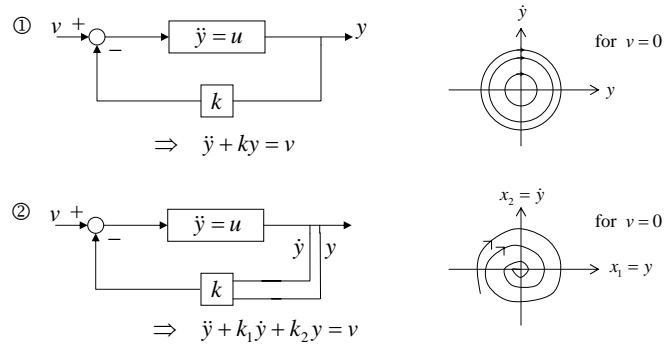 ①
v + − ÿ = u y
k
⇒ ÿ + ky = v
ẏ
for v = 0
y
②
v + − ÿ = u
ẏ y
k
⇒ ÿ + k₁ẏ + k₂y = v
x₂ = ẏ
for v = 0
x₁ = y